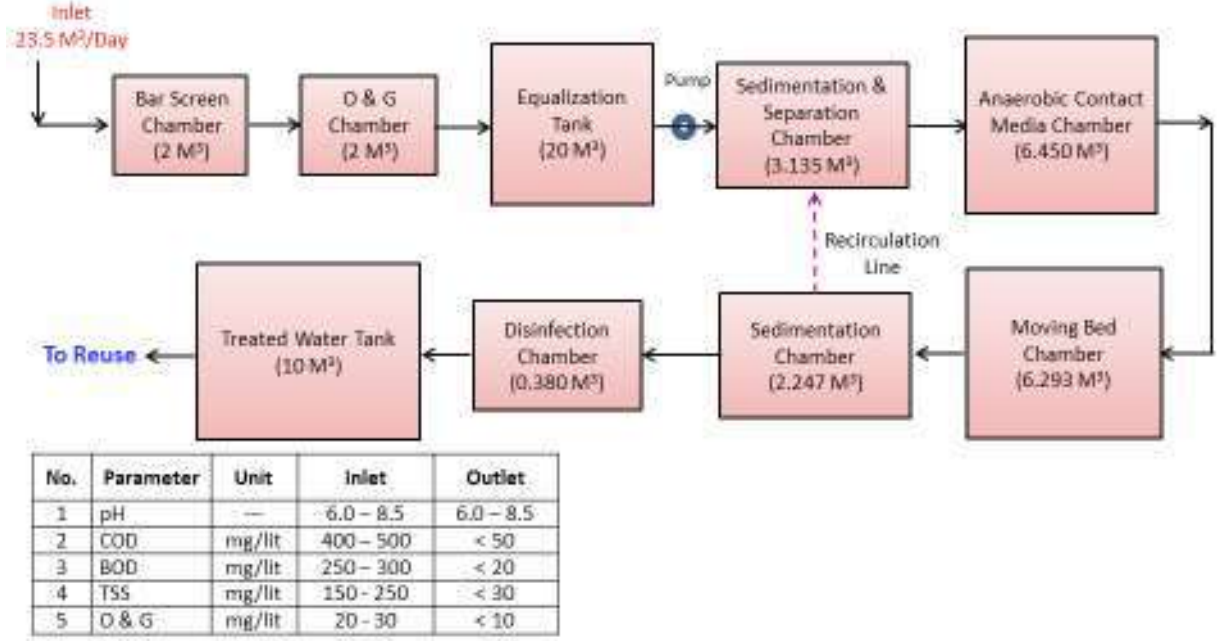 Inlet
23.5 M³/Day
Bar Screen
Chamber
(2 M³)
O & G
Chamber
(2 M³)
Equalization
Tank
(20 M³)
Pump
Sedimentation &
Separation
Chamber
(3.135 M³)
Anaerobic Contact
Media Chamber
(6.450 M³)
Recirculation
Line
To Reuse
Treated Water Tank
(10 M³)
Disinfection
Chamber
(0.380 M³)
Sedimentation
Chamber
(2.247 M³)
Moving Bed
Chamber
(6.293 M³)
No. Parameter Unit Inlet Outlet
1 pH --- 6.0 – 8.5 6.0 – 8.5
2 COD mg/lit 400 – 500 < 50
3 BOD mg/lit 250 – 300 < 20
4 TSS mg/lit 150 - 250 < 30
5 O & G mg/lit 20 - 30 < 10